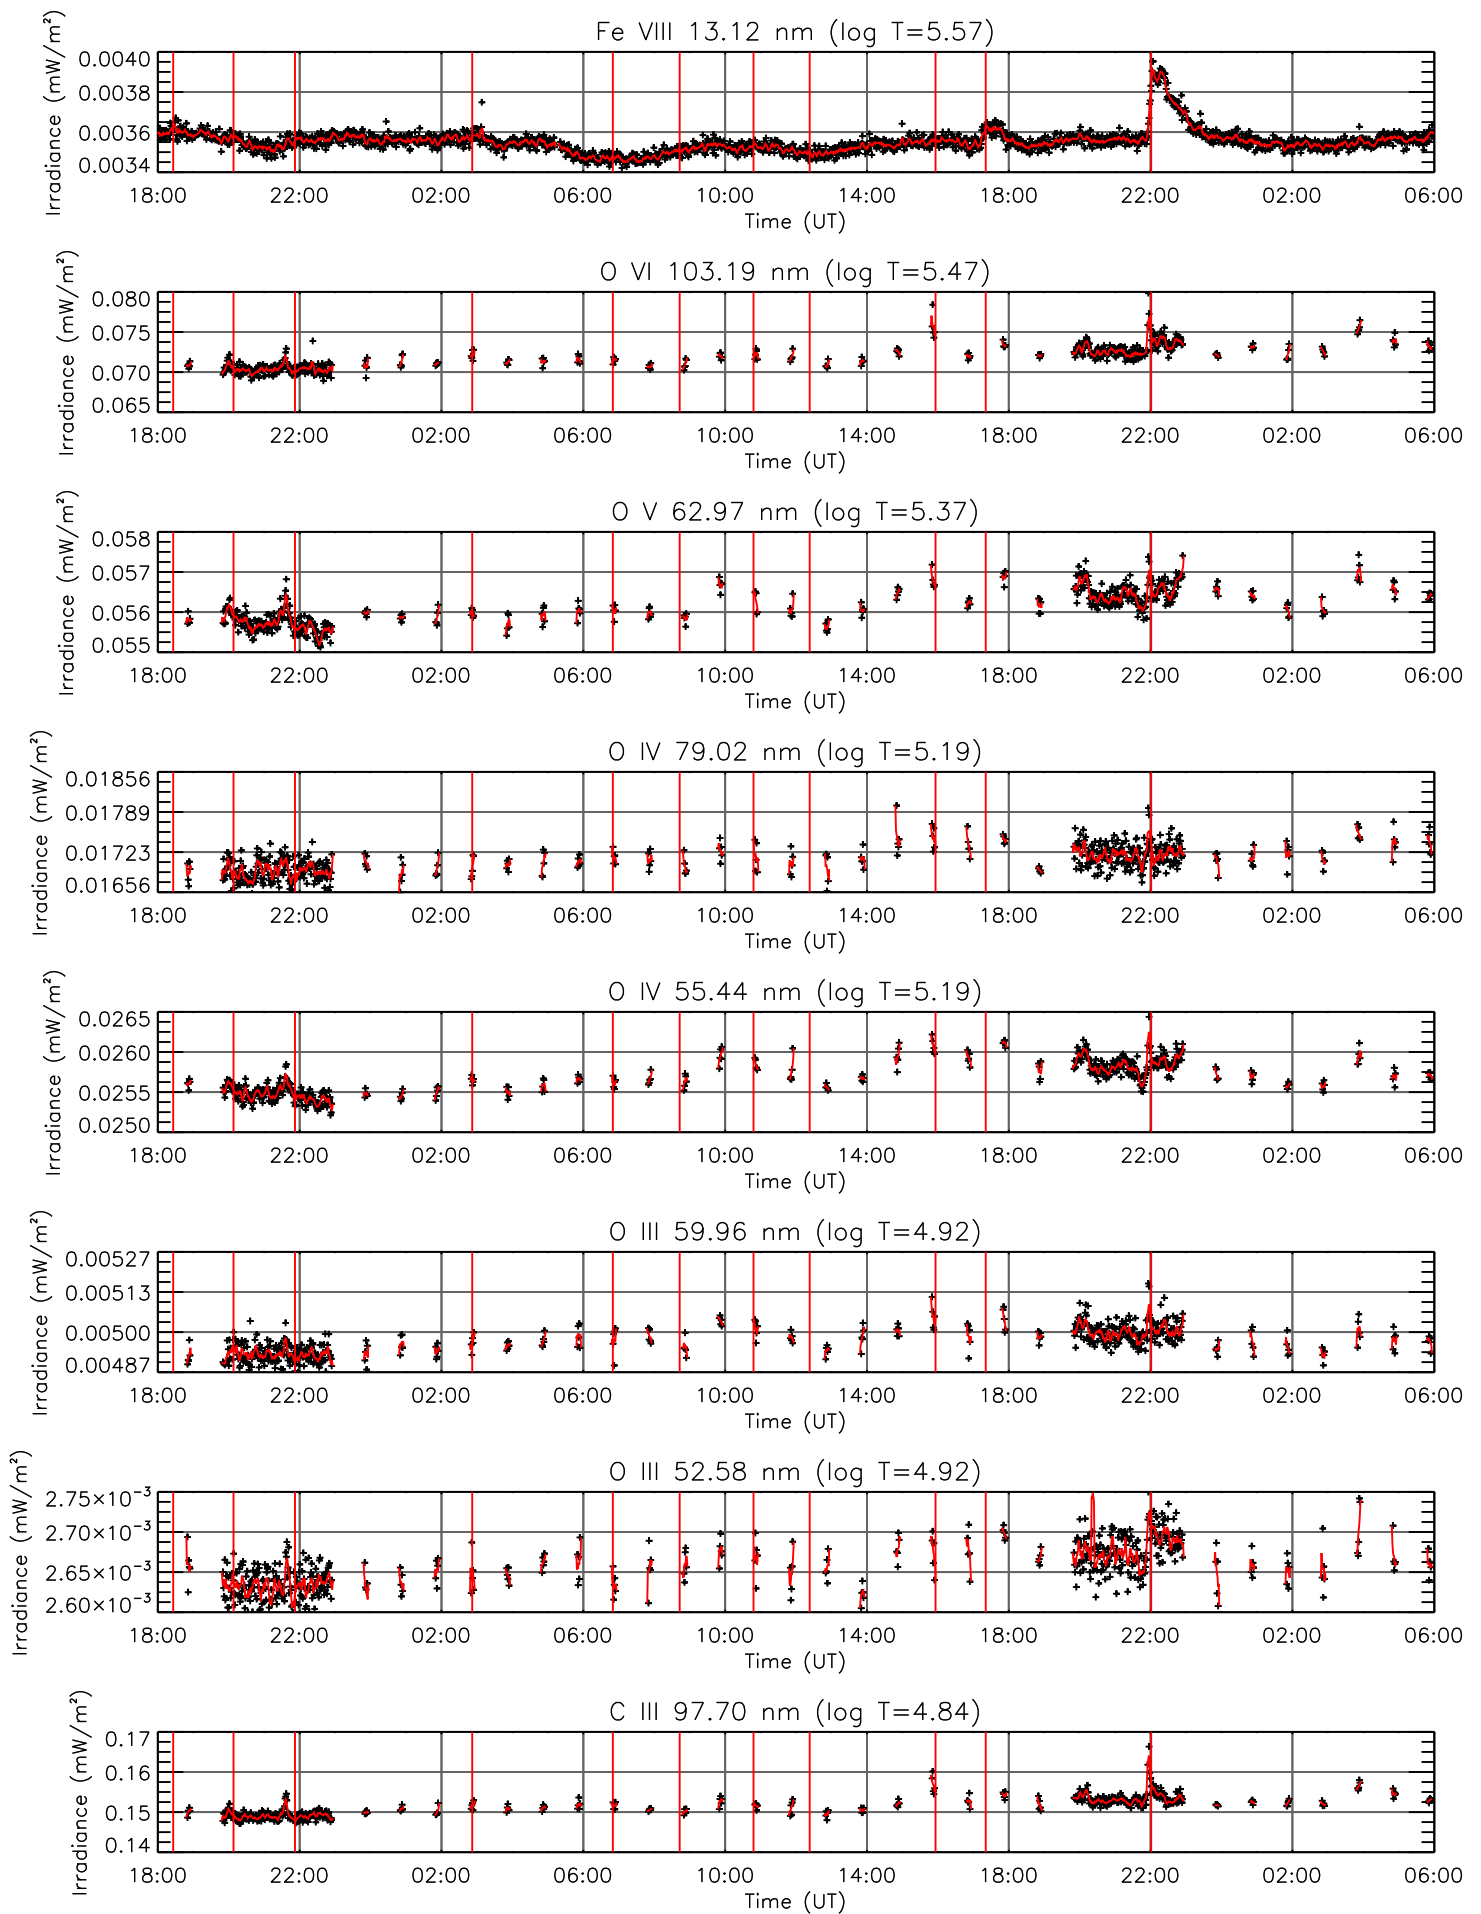 Fe VIII 13.12 nm (log T=5.57)
Irradiance (mW/m²)
0.0040
0.0038
0.0036
0.0034
18:00 22:00 02:00 06:00 10:00 14:00 18:00 22:00 02:00 06:00
Time (UT)
O VI 103.19 nm (log T=5.47)
Irradiance (mW/m²)
0.080
0.075
0.070
0.065
18:00 22:00 02:00 06:00 10:00 14:00 18:00 22:00 02:00 06:00
Time (UT)
O V 62.97 nm (log T=5.37)
Irradiance (mW/m²)
0.058
0.057
0.056
0.055
18:00 22:00 02:00 06:00 10:00 14:00 18:00 22:00 02:00 06:00
Time (UT)
O IV 79.02 nm (log T=5.19)
Irradiance (mW/m²)
0.01856
0.01789
0.01723
0.01656
18:00 22:00 02:00 06:00 10:00 14:00 18:00 22:00 02:00 06:00
Time (UT)
O IV 55.44 nm (log T=5.19)
Irradiance (mW/m²)
0.0265
0.0260
0.0255
0.0250
18:00 22:00 02:00 06:00 10:00 14:00 18:00 22:00 02:00 06:00
Time (UT)
O III 59.96 nm (log T=4.92)
Irradiance (mW/m²)
0.00527
0.00513
0.00500
0.00487
18:00 22:00 02:00 06:00 10:00 14:00 18:00 22:00 02:00 06:00
Time (UT)
O III 52.58 nm (log T=4.92)
Irradiance (mW/m²)
2.75×10⁻³
2.70×10⁻³
2.65×10⁻³
2.60×10⁻³
18:00 22:00 02:00 06:00 10:00 14:00 18:00 22:00 02:00 06:00
Time (UT)
C III 97.70 nm (log T=4.84)
Irradiance (mW/m²)
0.17
0.16
0.15
0.14
18:00 22:00 02:00 06:00 10:00 14:00 18:00 22:00 02:00 06:00
Time (UT)